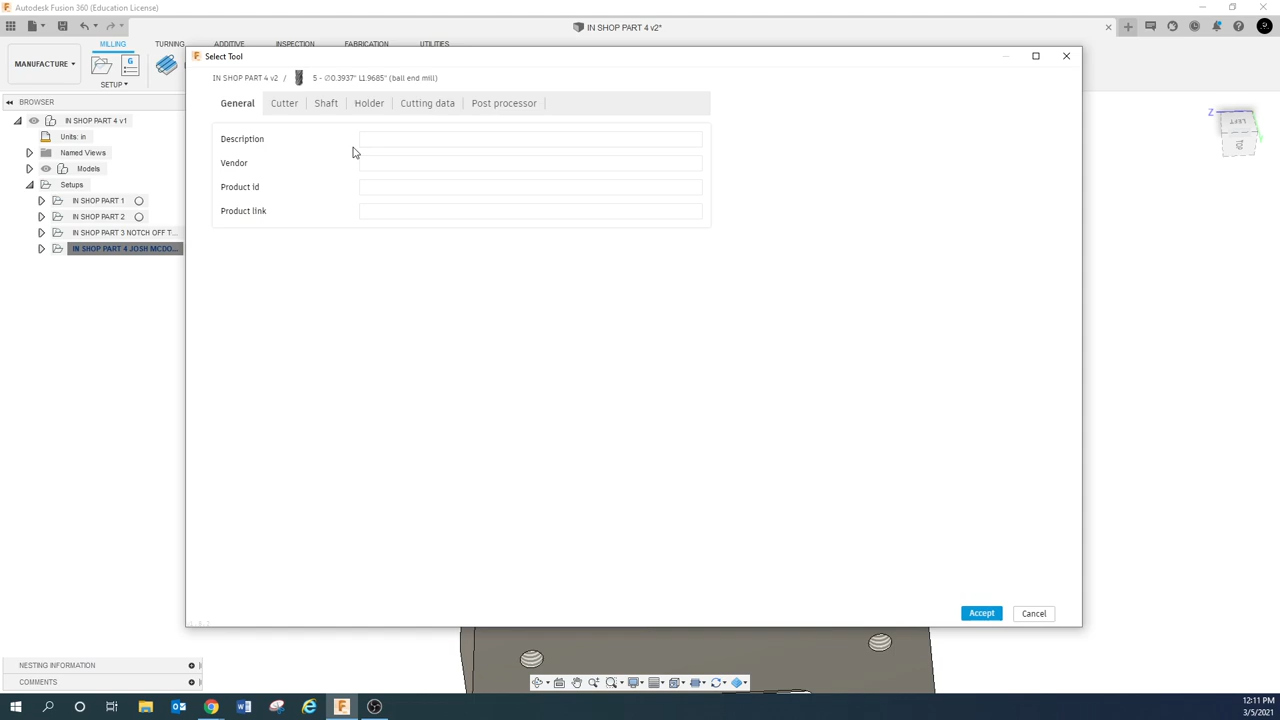 Autodesk Fusion 360 (Education License)
IN SHOP PART 4 v2*
MILLING TURNING ADDITIVE INSPECTION FABRICATION UTILITIES
MANUFACTURE
G
SETUP
Select Tool
IN SHOP PART 4 v2 / 5 - Ø0.3937" L1.9685" (ball end mill)
BROWSER
General Cutter Shaft Holder Cutting data Post processor
IN SHOP PART 4 v1
Units: in
Description
Named Views
Vendor
Models
Setups
Product id
IN SHOP PART 1
Product link
IN SHOP PART 2
IN SHOP PART 3 NOTCH OFF T...
IN SHOP PART 4 JOSH MCDO...
Z
LEFT
Accept Cancel
NESTING INFORMATION
COMMENTS
12:11 PM
3/5/2021